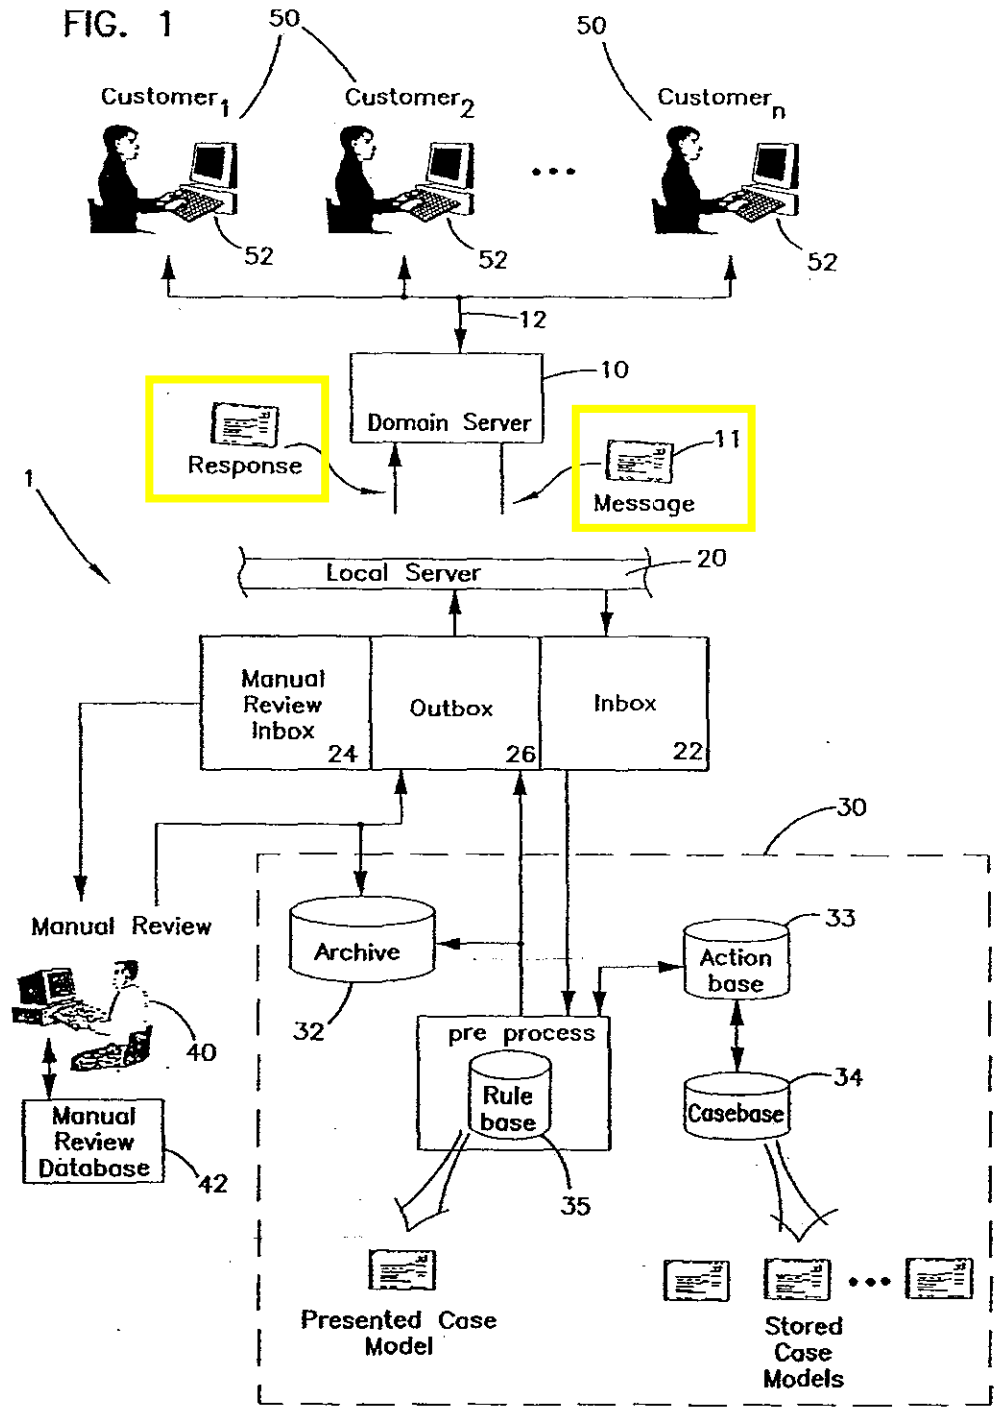 FIG. 1
50
50
Customer1
Customer2
Customern
52
52
52
12
10
Domain Server
Response
11
Message
1
20
Local Server
Manual
Review
Inbox
24
Outbox
26
Inbox
22
30
Manual Review
Archive
32
33
Action
base
pre process
40
34
Rule
base
Casebase
Manual
Review
Database
42
35
Presented Case
Model
Stored
Case
Models